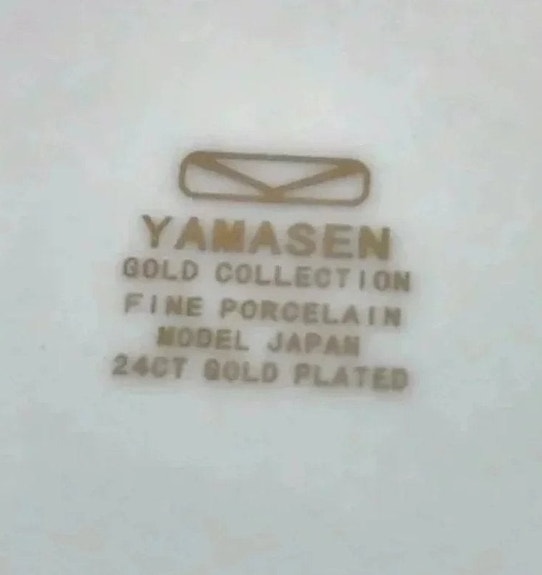 YAMASEN
GOLD COLLECTION
FINE PORCELAIN
MODEL JAPAN
24CT GOLD PLATED